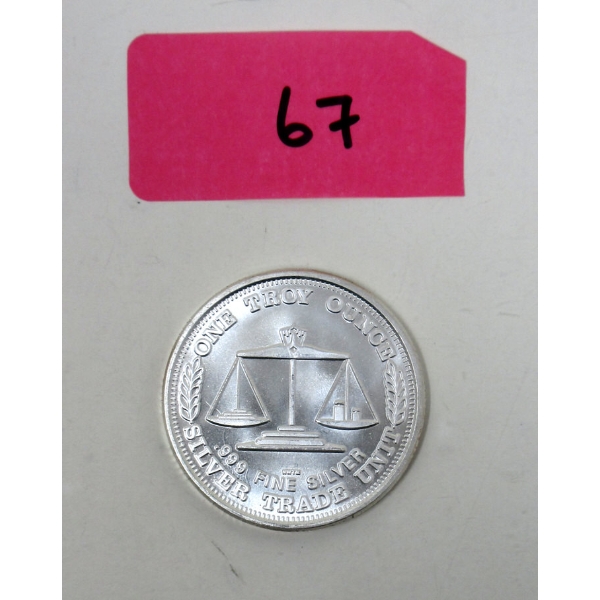 67
ONE TROY OUNCE
.999 FINE SILVER
SILVER TRADE UNIT